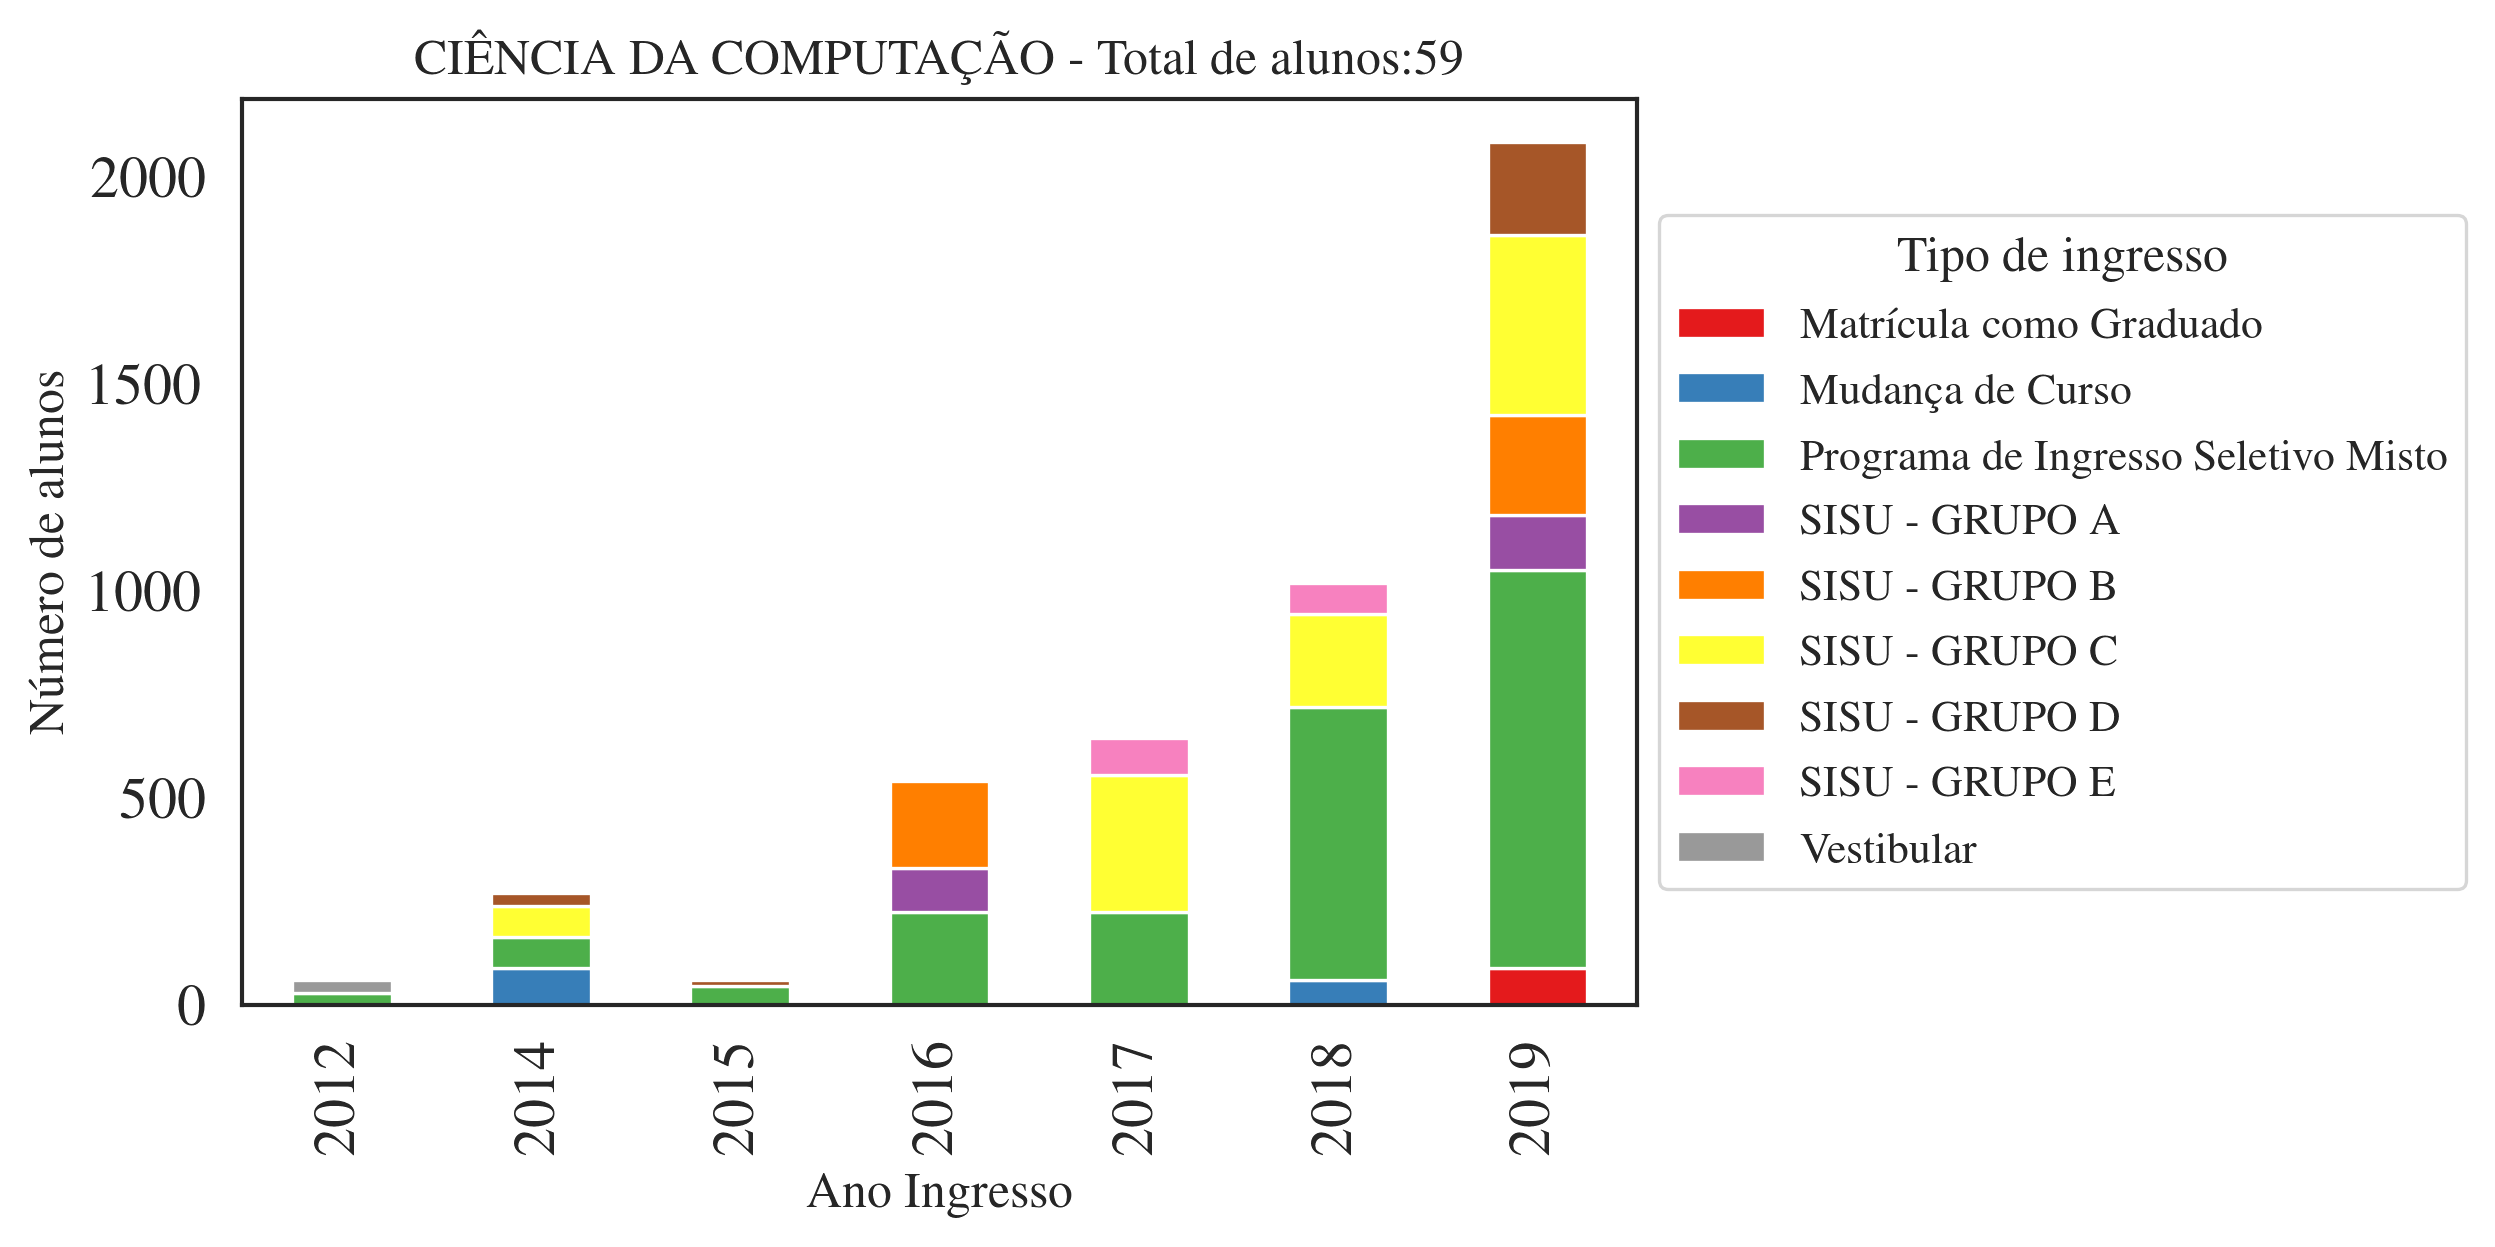 CIÊNCIA DA COMPUTAÇÃO - Total de alunos:59
Número de alunos
2000
1500
1000
500
0
2012
2014
2015
2016
2017
2018
2019
Ano Ingresso
Tipo de ingresso
Matrícula como Graduado
Mudança de Curso
Programa de Ingresso Seletivo Misto
SISU - GRUPO A
SISU - GRUPO B
SISU - GRUPO C
SISU - GRUPO D
SISU - GRUPO E
Vestibular